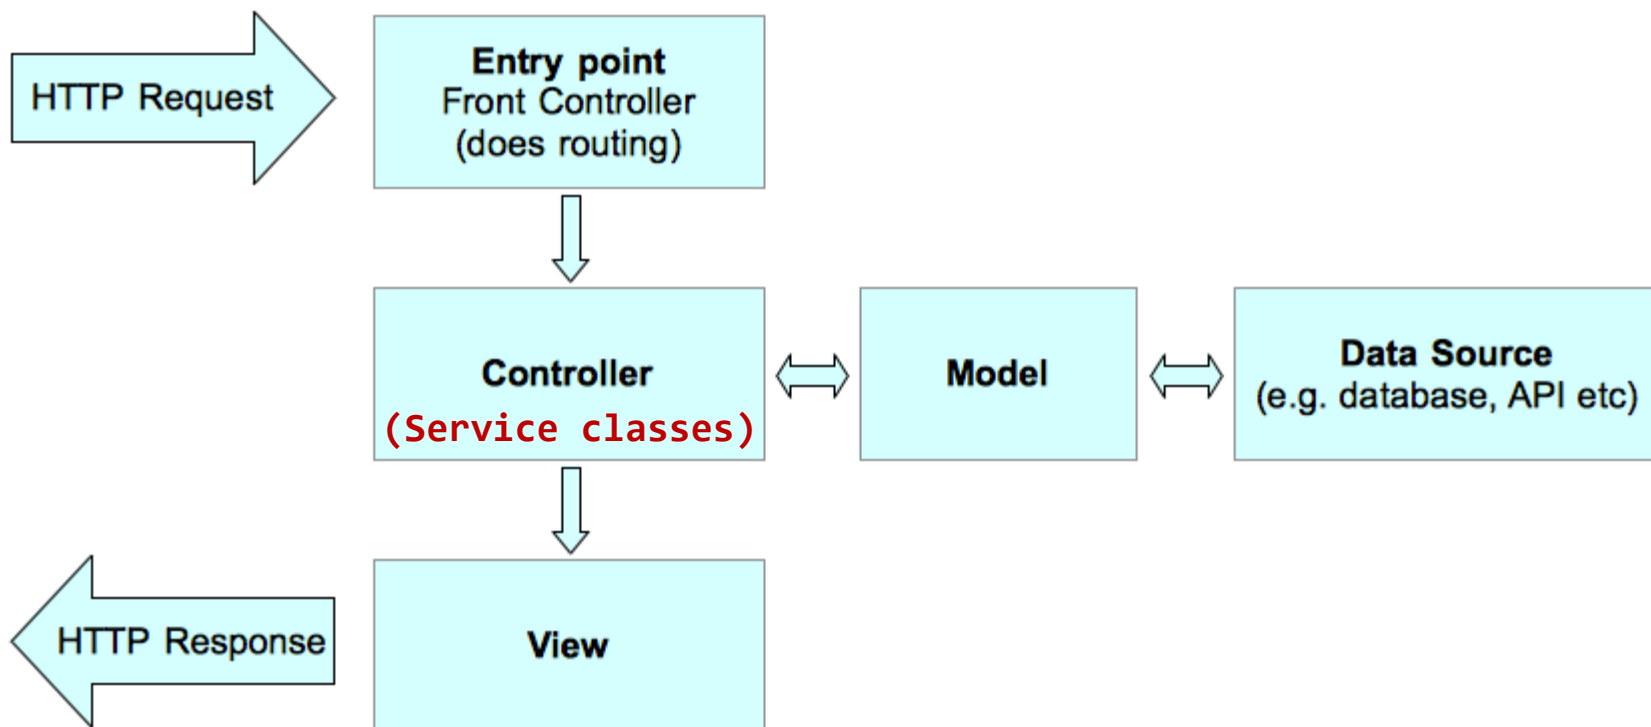 HTTP Request
Entry point
Front Controller
(does routing)
Controller
(Service classes)
Model
Data Source
(e.g. database, API etc)
HTTP Response
View